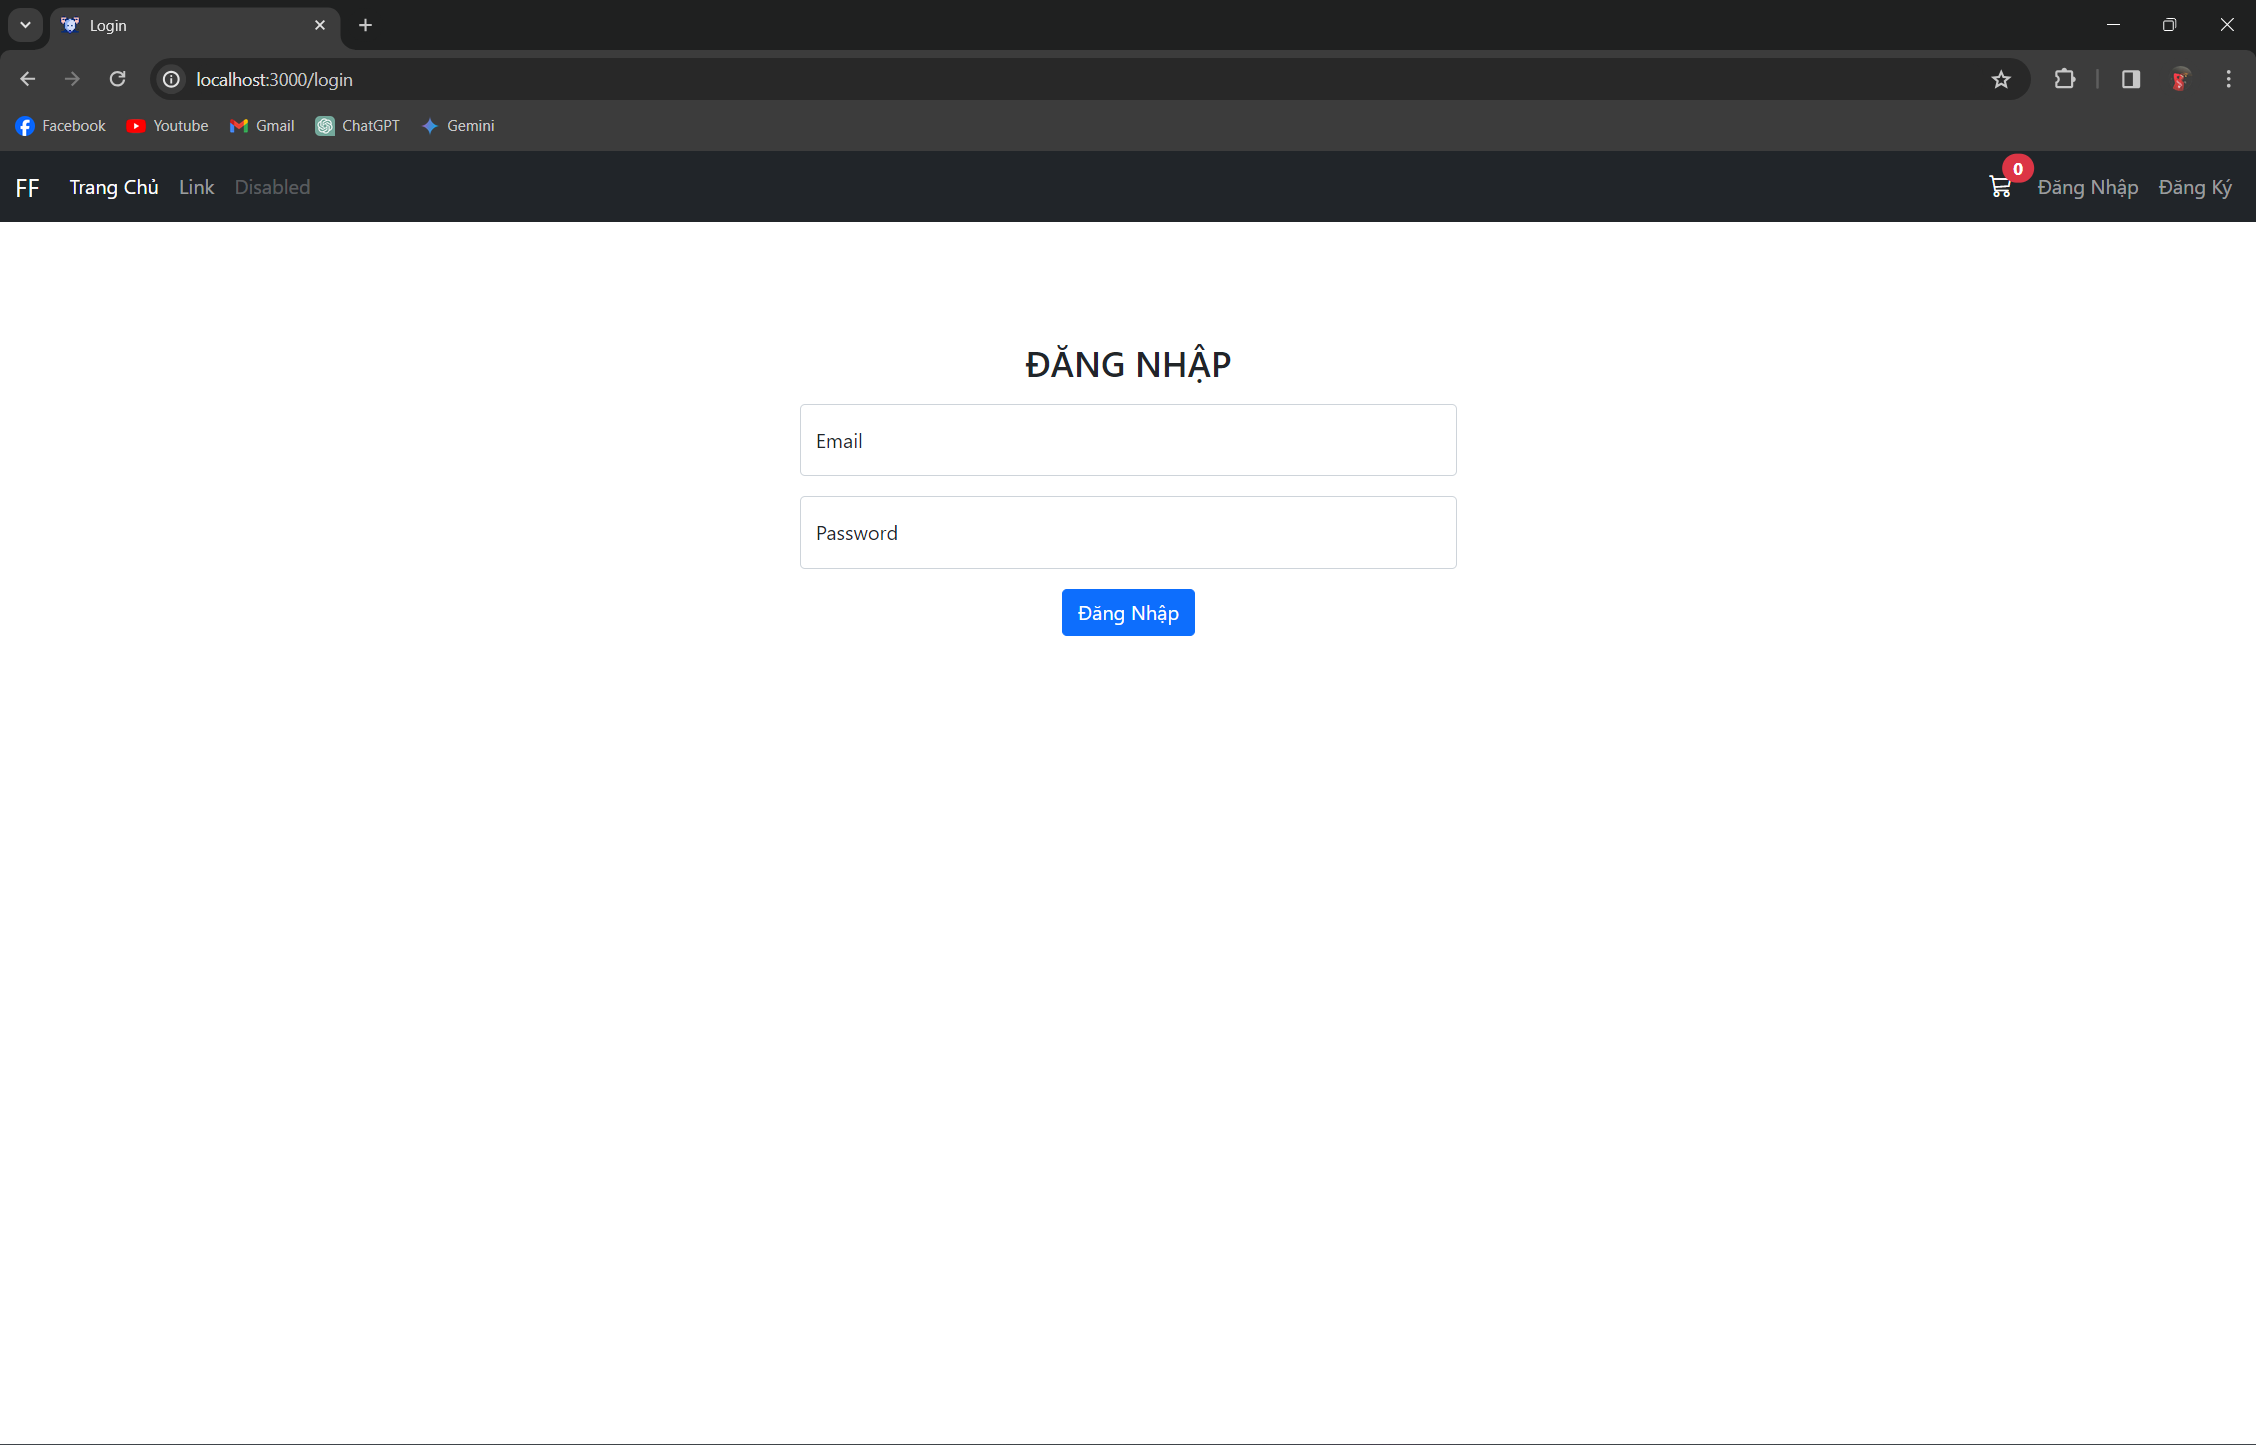 Login
localhost:3000/login
Facebook Youtube Gmail ChatGPT Gemini
FF Trang Chủ Link Disabled 0 Đăng Nhập Đăng Ký
ĐĂNG NHẬP
Email
Password
Đăng Nhập